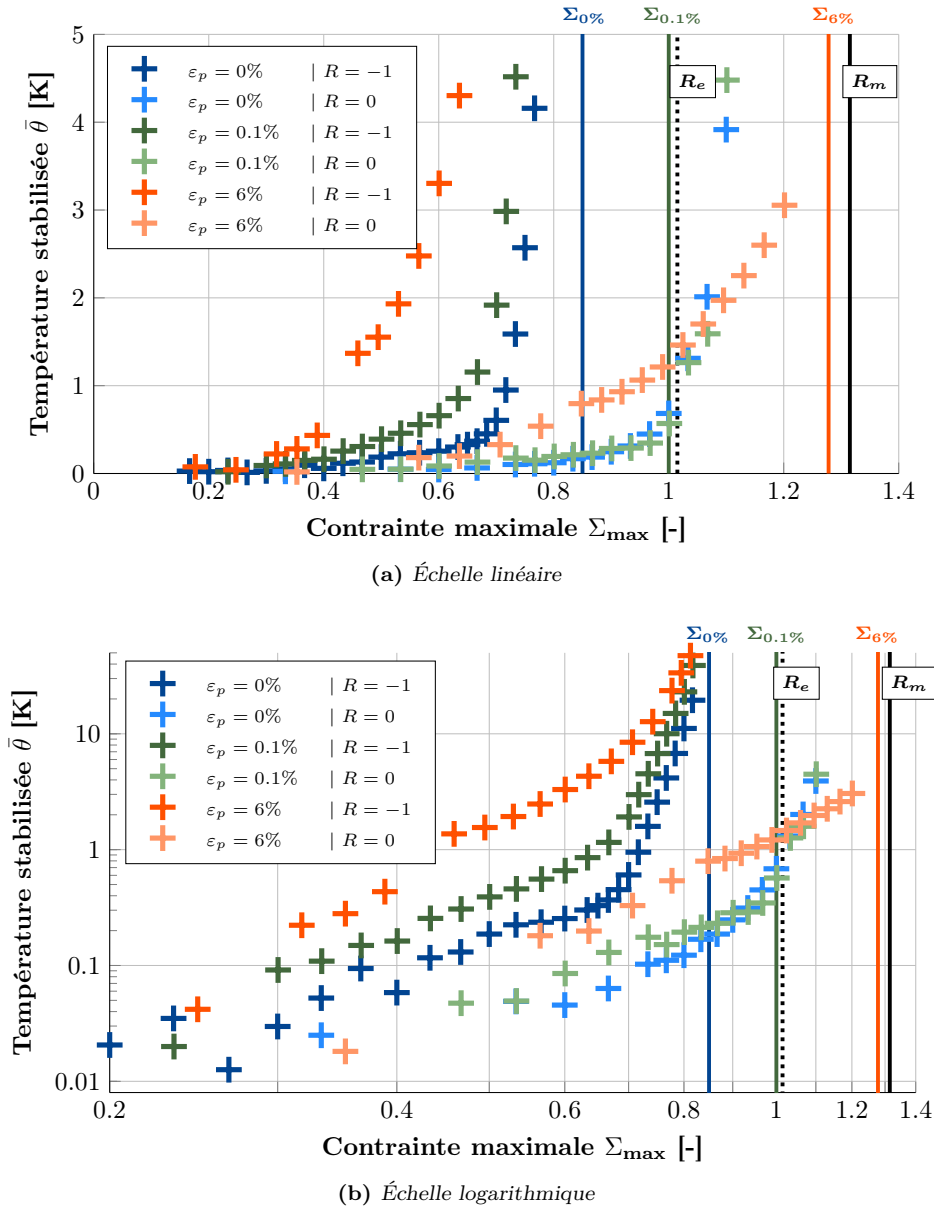 Σ0% Σ0.1% Σ6%
5
4
3
2
1
0
Température stabilisée θ̄ [K]
εp = 0% | R = −1
εp = 0% | R = 0
εp = 0.1% | R = −1
εp = 0.1% | R = 0
εp = 6% | R = −1
εp = 6% | R = 0
Re
Rm
0 0.2 0.4 0.6 0.8 1 1.2 1.4
Contrainte maximale Σmax [-]
(a) Échelle linéaire
Σ0% Σ0.1% Σ6%
10
1
0.1
0.01
Température stabilisée θ̄ [K]
εp = 0% | R = −1
εp = 0% | R = 0
εp = 0.1% | R = −1
εp = 0.1% | R = 0
εp = 6% | R = −1
εp = 6% | R = 0
Re
Rm
0.2 0.4 0.6 0.8 1 1.2 1.4
Contrainte maximale Σmax [-]
(b) Échelle logarithmique